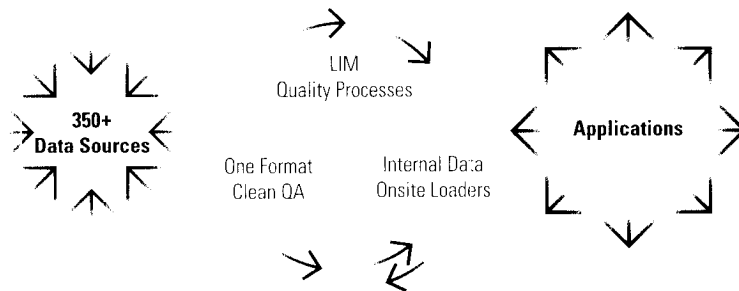 350+
Data Sources
LIM
Quality Processes
One Format
Clean QA
Internal Data
Onsite Loaders
Applications